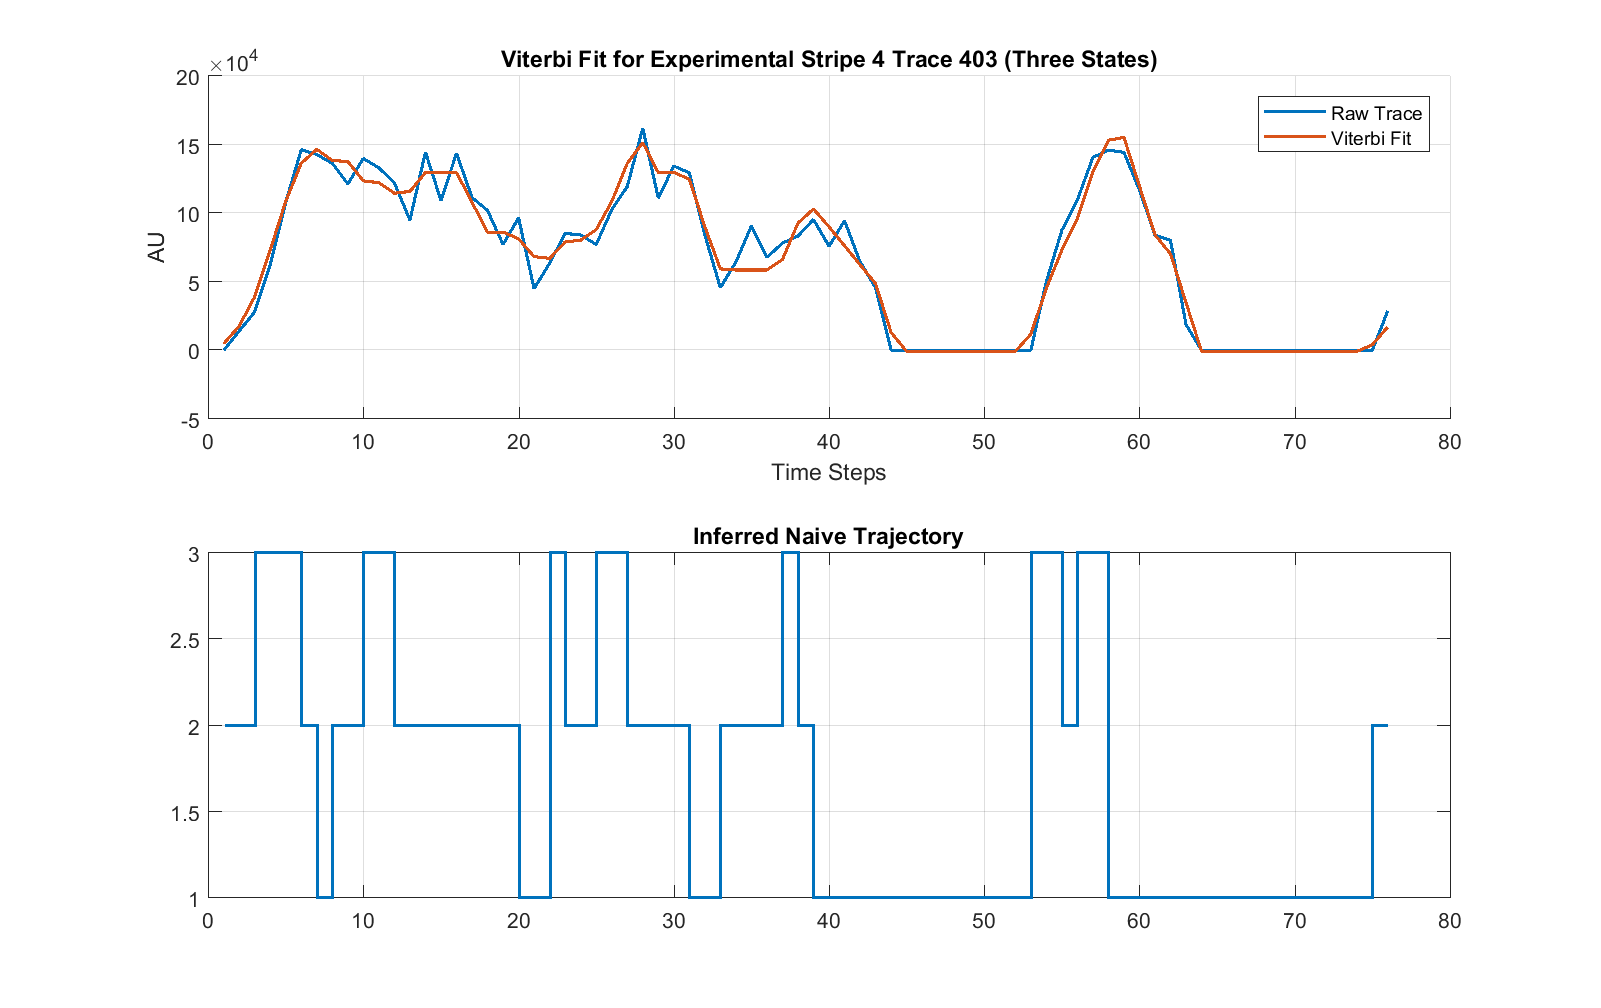 Viterbi Fit for Experimental Stripe 4 Trace 403 (Three States)
×10^4
20
15
10
5
0
-5
AU
Raw Trace
Viterbi Fit
0 10 20 30 40 50 60 70 80
Time Steps
Inferred Naive Trajectory
3
2.5
2
1.5
1
0 10 20 30 40 50 60 70 80